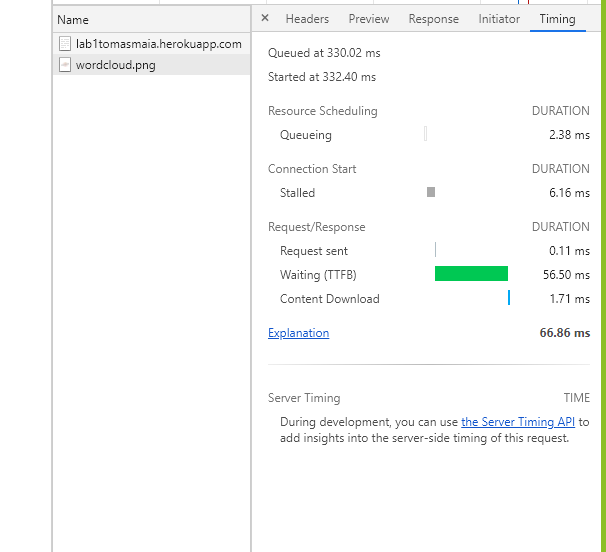 Name
lab1tomasmaia.herokuapp.com
wordcloud.png
× Headers Preview Response Initiator Timing
Queued at 330.02 ms
Started at 332.40 ms
Resource Scheduling DURATION
Queueing 2.38 ms
Connection Start DURATION
Stalled 6.16 ms
Request/Response DURATION
Request sent 0.11 ms
Waiting (TTFB) 56.50 ms
Content Download 1.71 ms
Explanation 66.86 ms
Server Timing TIME
During development, you can use the Server Timing API to
add insights into the server-side timing of this request.